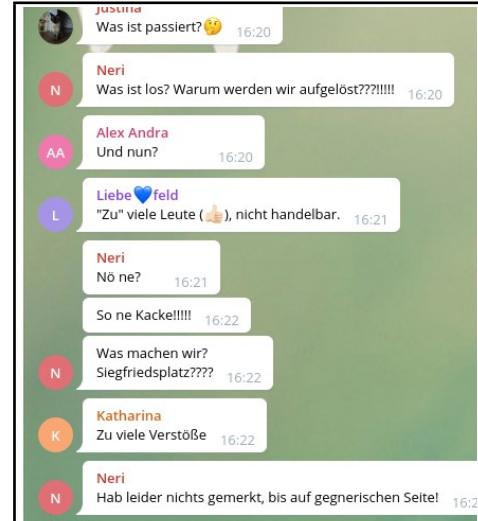 Justina
Was ist passiert?🤔 16:20
Neri
N
Was ist los? Warum werden wir aufgelöst???!!!!! 16:20
Alex Andra
AA
Und nun? 16:20
Liebe💙feld
L
"Zu" viele Leute (👍🏻), nicht handelbar. 16:21
Neri
Nö ne? 16:21
So ne Kacke!!!!! 16:22
Was machen wir?
N
Siegfriedsplatz???? 16:22
Katharina
K
Zu viele Verstöße 16:22
Neri
N
Hab leider nichts gemerkt, bis auf gegnerischen Seite!